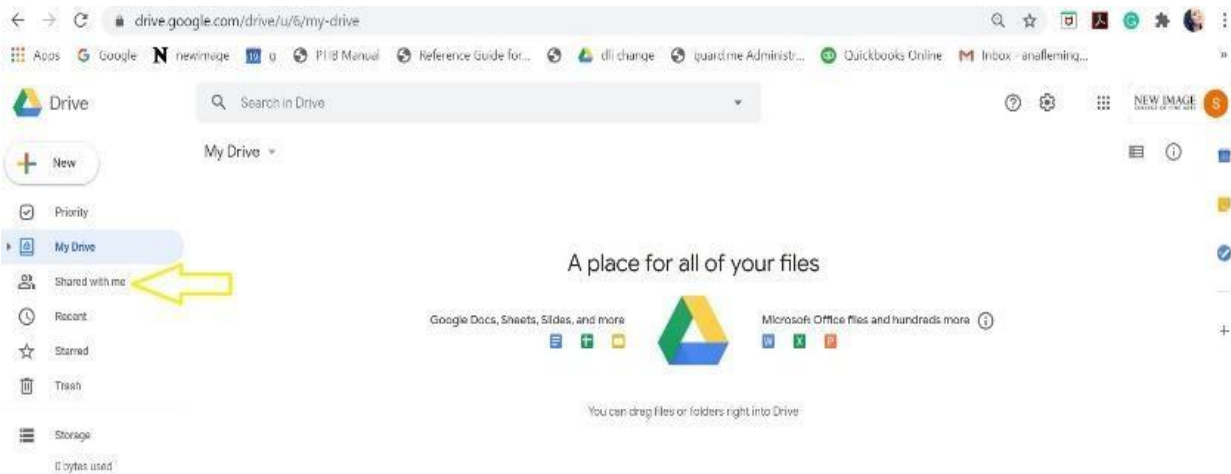 drive.google.com/drive/u/6/my-drive
Apps Google newimage PTIB Manual Reference Guide for... dli change guard.me Administr... Quickbooks Online Inbox - anafleming... »
Drive Search in Drive NEW IMAGE S
New My Drive
Priority
My Drive
A place for all of your files
Shared with me
Recent Google Docs, Sheets, Slides, and more Microsoft Office files and hundreds more
Starred
Trash
You can drag files or folders right into Drive
Storage
0 bytes used